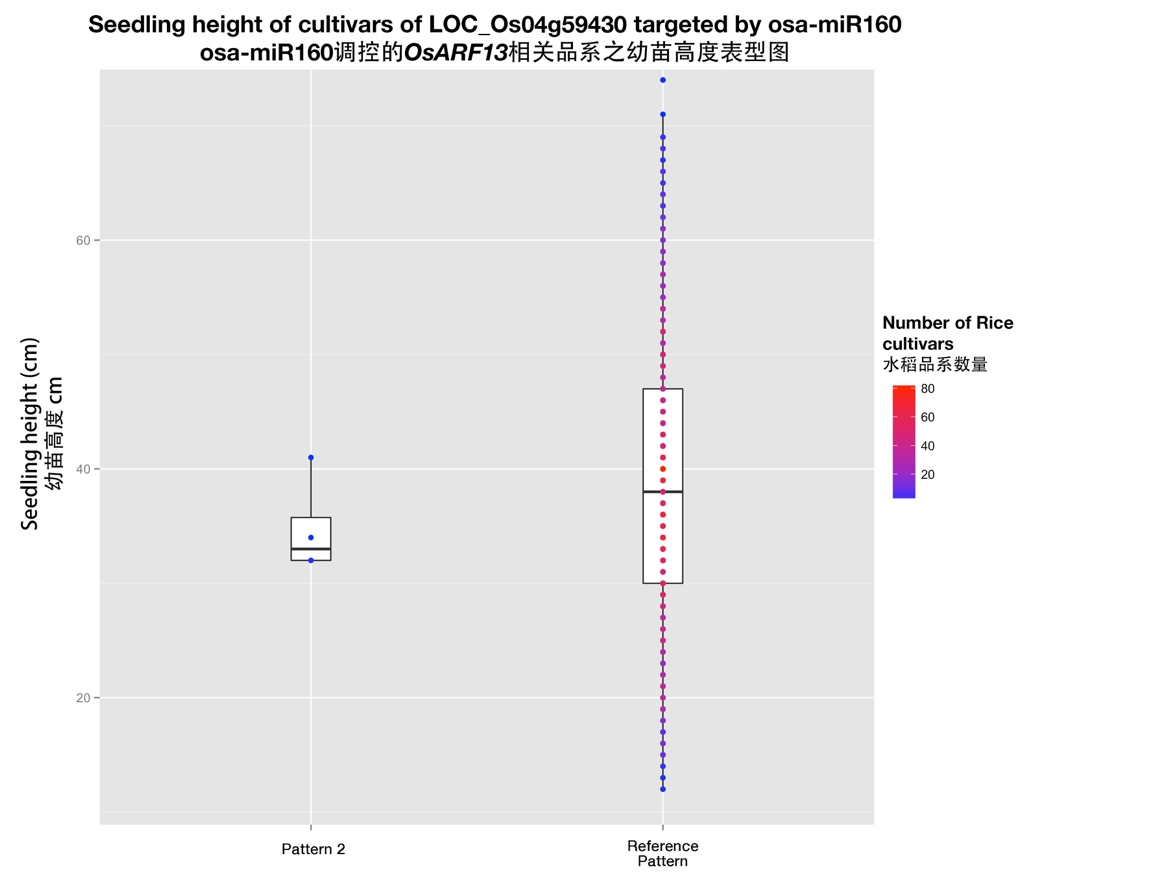 Seedling height of cultivars of LOC_Os04g59430 targeted by osa-miR160
osa-miR160调控的OsARF13相关品系之幼苗高度表型图
Seedling height (cm)
幼苗高度 cm
60
40
20
Pattern 2
Reference
Pattern
Number of Rice
cultivars
水稻品系数量
80
60
40
20